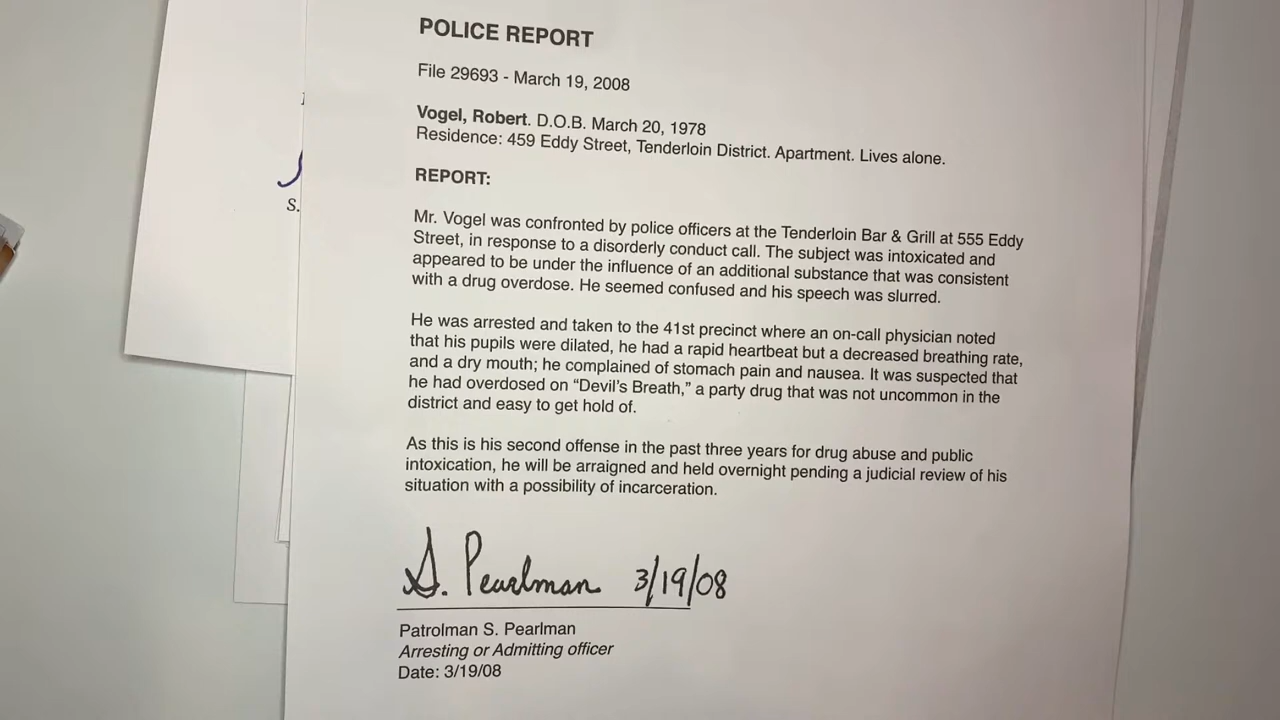 POLICE REPORT
File 29693 - March 19, 2008
Vogel, Robert. D.O.B. March 20, 1978
Residence: 459 Eddy Street, Tenderloin District. Apartment. Lives alone.
REPORT:
Mr. Vogel was confronted by police officers at the Tenderloin Bar & Grill at 555 Eddy
Street, in response to a disorderly conduct call. The subject was intoxicated and
appeared to be under the influence of an additional substance that was consistent
with a drug overdose. He seemed confused and his speech was slurred.
He was arrested and taken to the 41st precinct where an on-call physician noted
that his pupils were dilated, he had a rapid heartbeat but a decreased breathing rate,
and a dry mouth; he complained of stomach pain and nausea. It was suspected that
he had overdosed on “Devil’s Breath,” a party drug that was not uncommon in the
district and easy to get hold of.
As this is his second offense in the past three years for drug abuse and public
intoxication, he will be arraigned and held overnight pending a judicial review of his
situation with a possibility of incarceration.
S. Pearlman 3/19/08
Patrolman S. Pearlman
Arresting or Admitting officer
Date: 3/19/08
S.